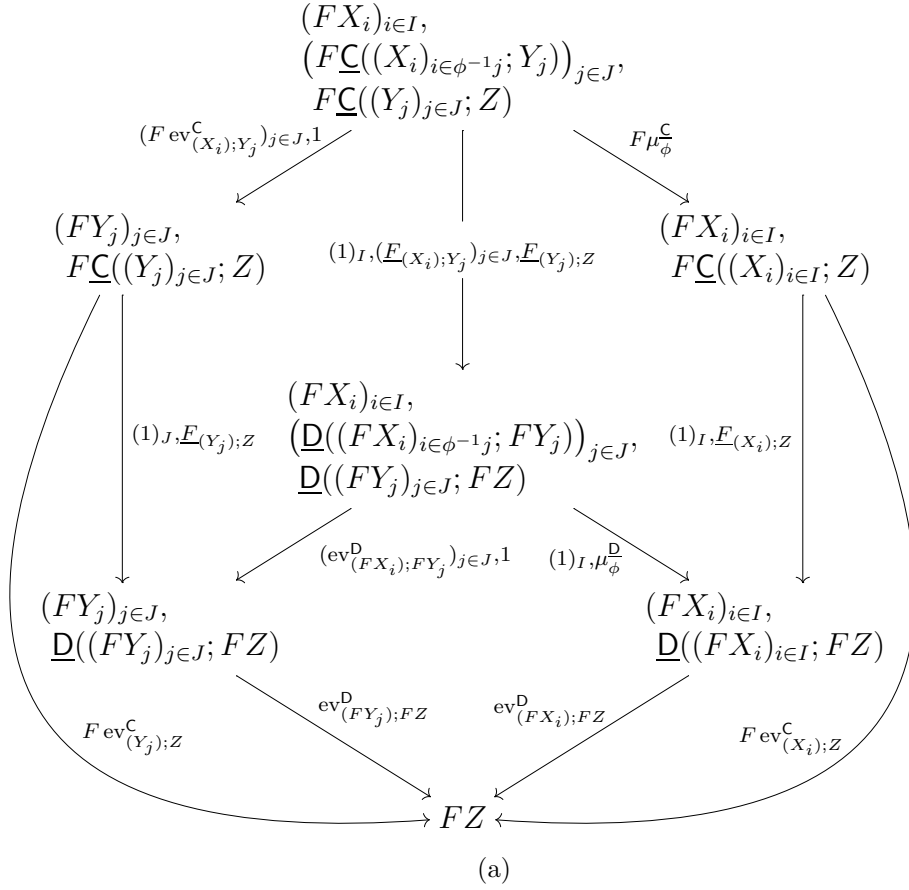 (FX_i)_{i∈I},
(F\underline{C}((X_i)_{i∈ϕ^{-1}j}; Y_j))_{j∈J},
F\underline{C}((Y_j)_{j∈J}; Z)
(F ev^C_{(X_i);Y_j})_{j∈J},1
Fμ^{\underline{C}}_ϕ
(FY_j)_{j∈J},
F\underline{C}((Y_j)_{j∈J}; Z)
(1)_I,(\underline{F}_{(X_i);Y_j})_{j∈J},\underline{F}_{(Y_j);Z}
(FX_i)_{i∈I},
F\underline{C}((X_i)_{i∈I}; Z)
(1)_J,\underline{F}_{(Y_j);Z}
(FX_i)_{i∈I},
(\underline{D}((FX_i)_{i∈ϕ^{-1}j}; FY_j))_{j∈J},
\underline{D}((FY_j)_{j∈J}; FZ)
(1)_I,\underline{F}_{(X_i);Z}
(ev^D_{(FX_i);FY_j})_{j∈J},1
(1)_I,μ^{\underline{D}}_ϕ
(FY_j)_{j∈J},
\underline{D}((FY_j)_{j∈J}; FZ)
(FX_i)_{i∈I},
\underline{D}((FX_i)_{i∈I}; FZ)
F ev^C_{(Y_j);Z}
ev^D_{(FY_j);FZ}
ev^D_{(FX_i);FZ}
F ev^C_{(X_i);Z}
FZ
(a)